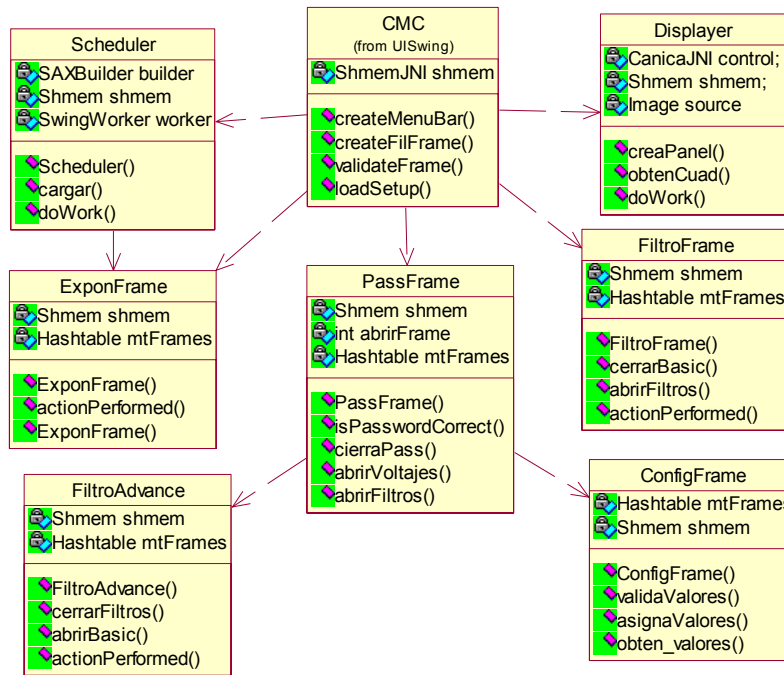 Scheduler
SAXBuilder builder
Shmem shmem
SwingWorker worker
Scheduler()
cargar()
doWork()
CMC
(from UISwing)
ShmemJNI shmem
createMenuBar()
createFilFrame()
validateFrame()
loadSetup()
Displayer
CanicaJNI control;
Shmem shmem;
Image source
creaPanel()
obtenCuad()
doWork()
ExponFrame
Shmem shmem
Hashtable mtFrames
ExponFrame()
actionPerformed()
ExponFrame()
PassFrame
Shmem shmem
int abrirFrame
Hashtable mtFrames
PassFrame()
isPasswordCorrect()
cierraPass()
abrirVoltajes()
abrirFiltros()
FiltroFrame
Shmem shmem
Hashtable mtFrames
FiltroFrame()
cerrarBasic()
abrirFiltros()
actionPerformed()
FiltroAdvance
Shmem shmem
Hashtable mtFrames
FiltroAdvance()
cerrarFiltros()
abrirBasic()
actionPerformed()
ConfigFrame
Hashtable mtFrames
Shmem shmem
ConfigFrame()
validaValores()
asignaValores()
obten_valores()